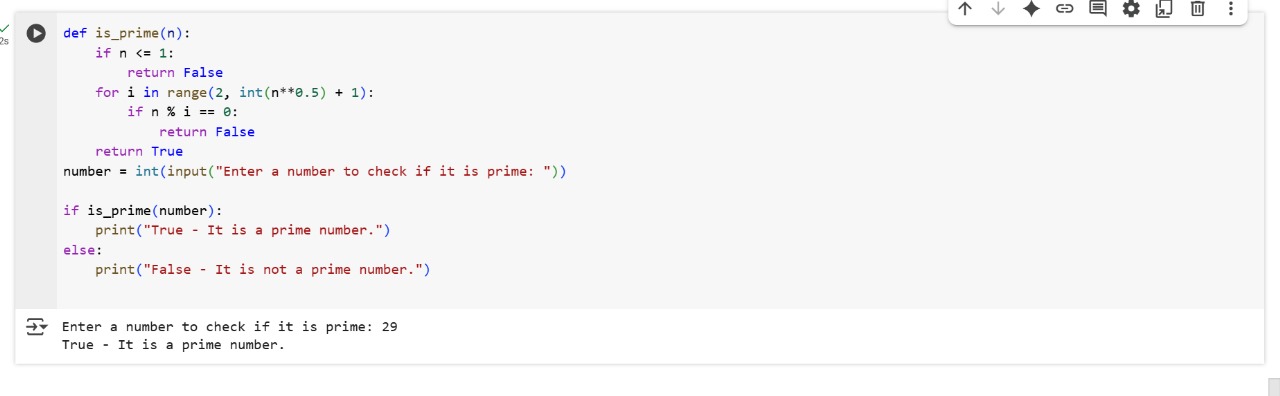 2s
def is_prime(n):
    if n <= 1:
        return False
    for i in range(2, int(n**0.5) + 1):
        if n % i == 0:
            return False
    return True
number = int(input("Enter a number to check if it is prime: "))
if is_prime(number):
    print("True - It is a prime number.")
else:
    print("False - It is not a prime number.")
Enter a number to check if it is prime: 29
True - It is a prime number.